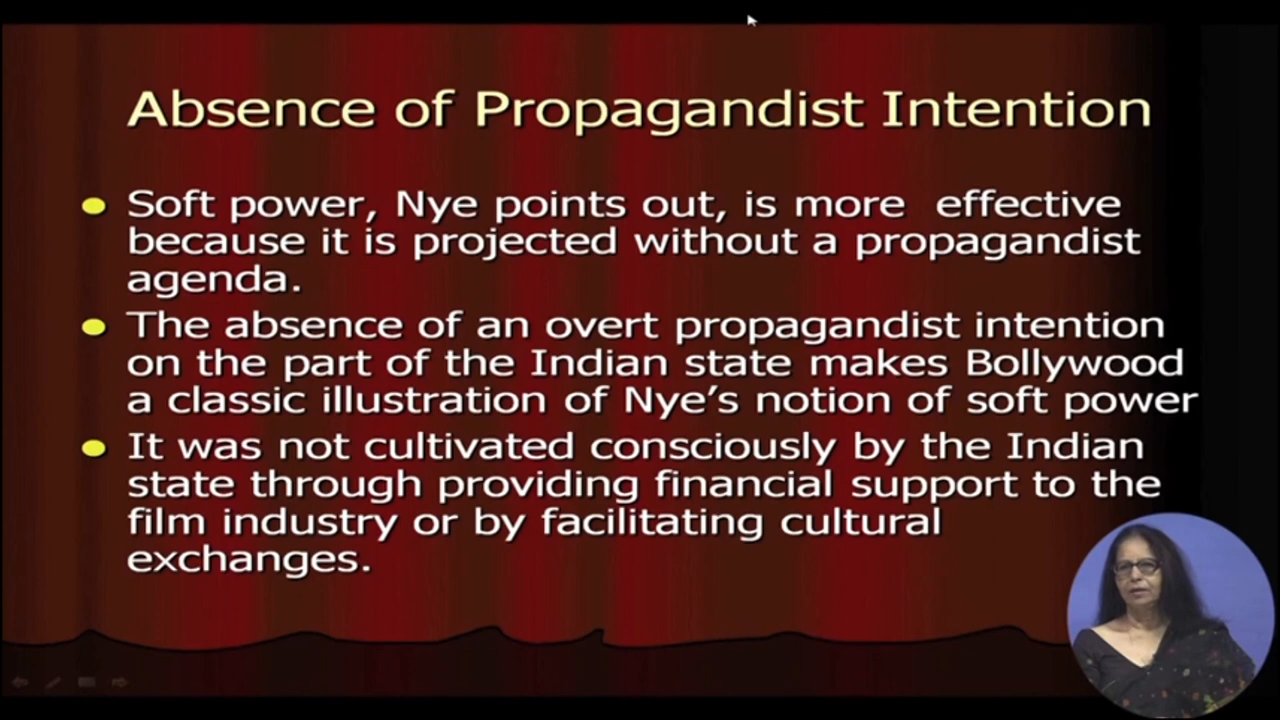 Absence of Propagandist Intention
Soft power, Nye points out, is more effective
because it is projected without a propagandist
agenda.
The absence of an overt propagandist intention
on the part of the Indian state makes Bollywood
a classic illustration of Nye’s notion of soft power
It was not cultivated consciously by the Indian
state through providing financial support to the
film industry or by facilitating cultural
exchanges.